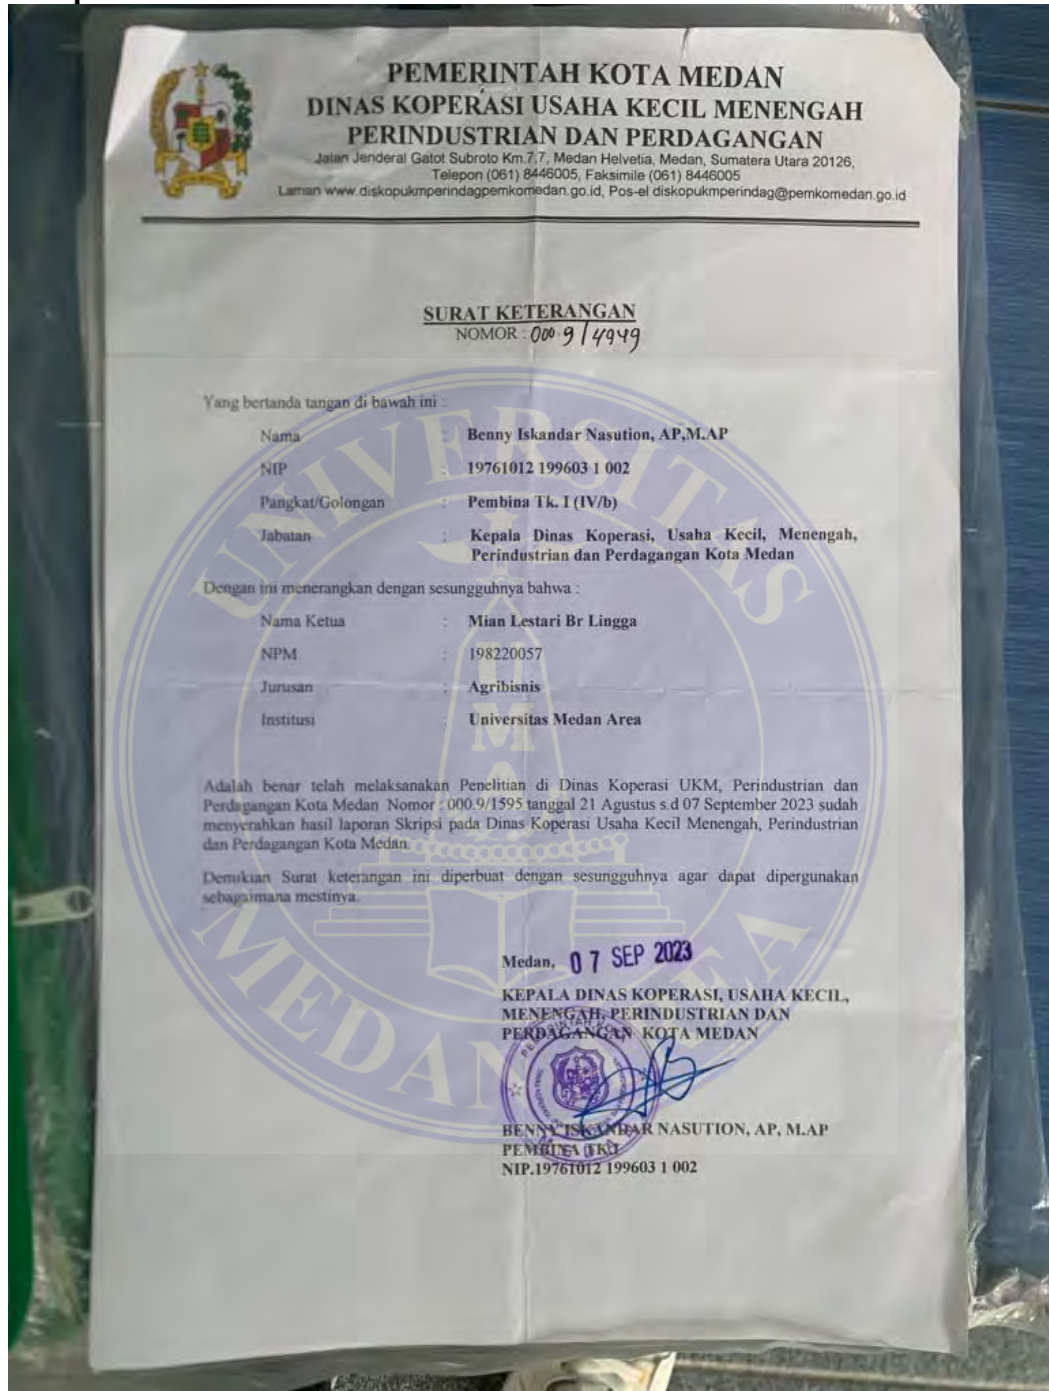 PEMERINTAH KOTA MEDAN
DINAS KOPERASI USAHA KECIL MENENGAH
PERINDUSTRIAN DAN PERDAGANGAN
Jalan Jenderal Gatot Subroto Km.7,7, Medan Helvetia, Medan, Sumatera Utara 20126,
Telepon (061) 8446005, Faksimile (061) 8446005
Laman www.diskopukmperindagpemkomedan.go.id, Pos-el diskopukmperindag@pemkomedan.go.id
SURAT KETERANGAN
NOMOR : 000.9/4949
Yang bertanda tangan di bawah ini :
Nama : Benny Iskandar Nasution, AP,M.AP
NIP : 19761012 199603 1 002
Pangkat/Golongan : Pembina Tk. I (IV/b)
Jabatan : Kepala Dinas Koperasi, Usaha Kecil, Menengah,
Perindustrian dan Perdagangan Kota Medan
Dengan ini menerangkan dengan sesungguhnya bahwa :
Nama Ketua : Mian Lestari Br Lingga
NPM : 198220057
Jurusan : Agribisnis
Institusi : Universitas Medan Area
Adalah benar telah melaksanakan Penelitian di Dinas Koperasi UKM, Perindustrian dan
Perdagangan Kota Medan Nomor : 000.9/1595 tanggal 21 Agustus s.d 07 September 2023 sudah
menyerahkan hasil laporan Skripsi pada Dinas Koperasi Usaha Kecil Menengah, Perindustrian
dan Perdagangan Kota Medan.
Demikian Surat keterangan ini diperbuat dengan sesungguhnya agar dapat dipergunakan
sebagaimana mestinya.
Medan, 07 SEP 2023
KEPALA DINAS KOPERASI, USAHA KECIL,
MENENGAH, PERINDUSTRIAN DAN
PERDAGANGAN KOTA MEDAN
BENNY ISKANDAR NASUTION, AP, M.AP
PEMBINA TK.I
NIP.19761012 199603 1 002
UNIVERSITAS
UMA
MEDAN AREA